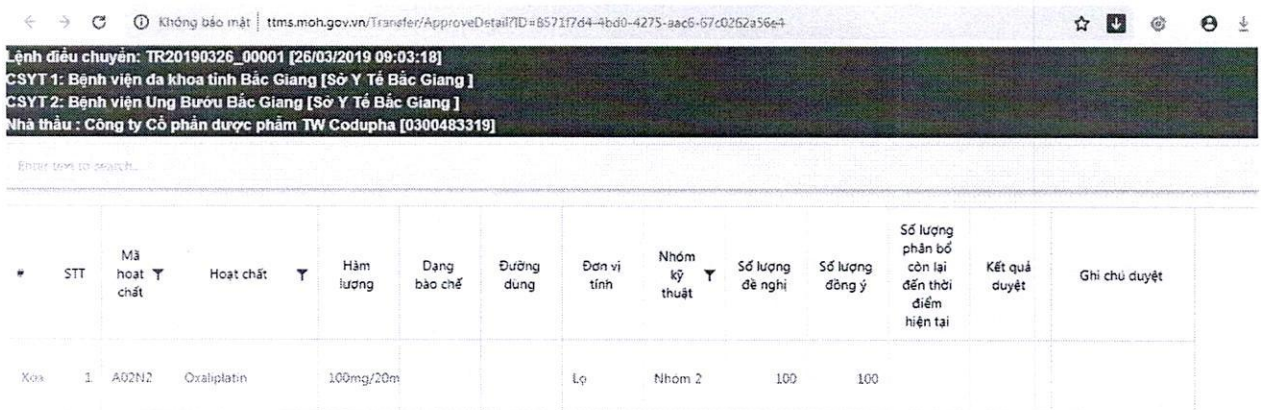 Không bảo mật | ttms.moh.gov.vn/Transfer/ApproveDetail?ID=8571f7d4-4bd0-4275-aac6-67c0262a56e4
Lệnh điều chuyển: TR20190326_00001 [26/03/2019 09:03:18]
CSYT 1: Bệnh viện đa khoa tỉnh Bắc Giang [Sở Y Tế Bắc Giang ]
CSYT 2: Bệnh viện Ung Bướu Bắc Giang [Sở Y Tế Bắc Giang ]
Nhà thầu : Công ty Cổ phần dược phẩm TW Codupha [0300483319]
Enter text to search...
# STT Mã hoạt chất Hoạt chất Hàm lượng Dạng bào chế Đường dùng Đơn vị tính Nhóm kỹ thuật Số lượng đề nghị Số lượng đồng ý Số lượng phân bổ còn lại đến thời điểm hiện tại Kết quả duyệt Ghi chú duyệt
Xóa 1 A02N2 Oxaliplatin 100mg/20m Lọ Nhóm 2 100 100